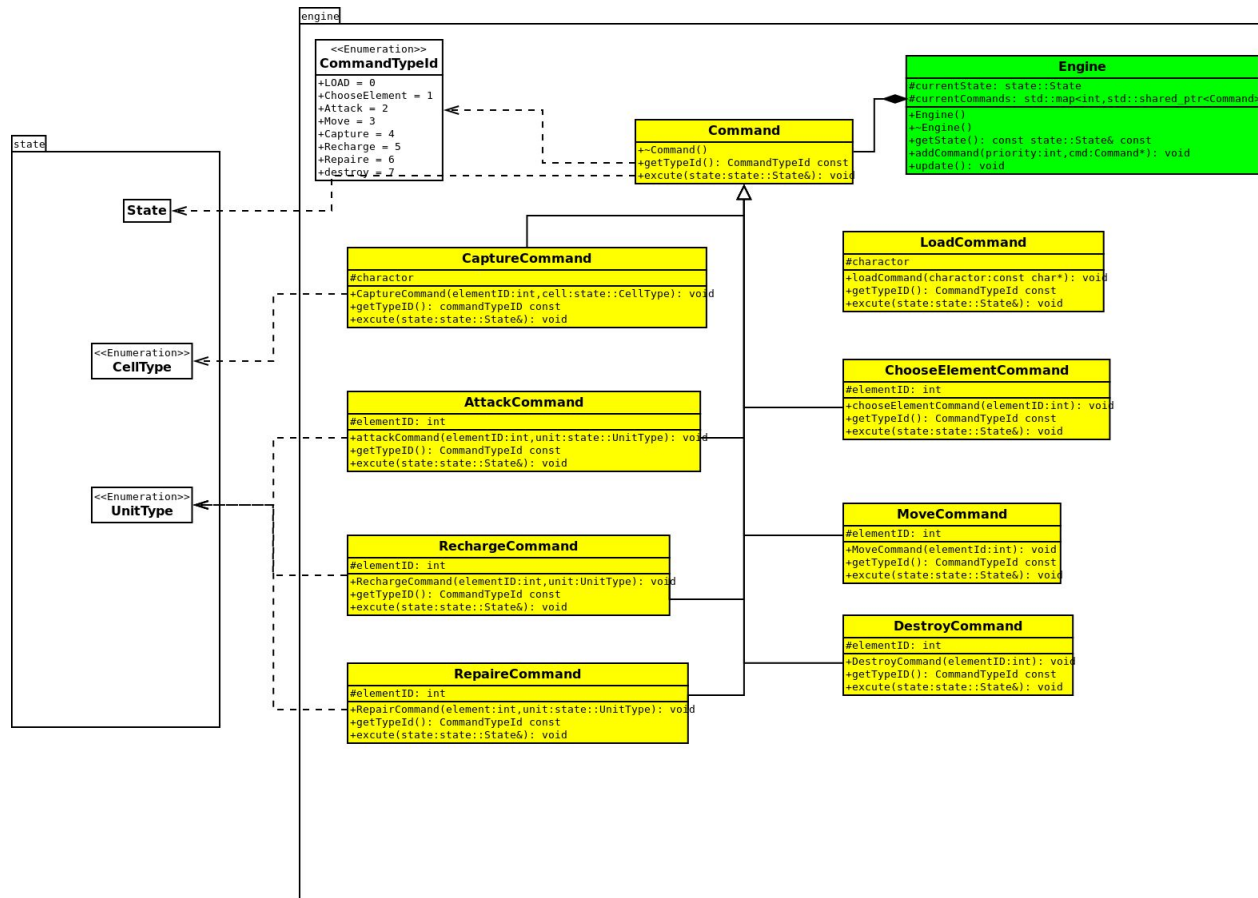 engine
<<Enumeration>>
CommandTypeId
+LOAD = 0
+ChooseElement = 1
+Attack = 2
+Move = 3
+Capture = 4
+Recharge = 5
+Repaire = 6
+destroy = 7
Engine
#currentState: state::State
#currentCommands: std::map<int,std::shared_ptr<Command>
+Engine()
+~Engine()
+getState(): const state::State& const
+addCommand(priority:int,cmd:Command*): void
+update(): void
Command
+~Command()
+getTypeId(): CommandTypeId const
+excute(state:state::State&): void
state
State
<<Enumeration>>
CellType
<<Enumeration>>
UnitType
CaptureCommand
#charactor
+CaptureCommand(elementID:int,cell:state::CellType): void
+getTypeID(): commandTypeID const
+excute(state:state::State&): void
LoadCommand
#charactor
+loadCommand(charactor:const char*): void
+getTypeID(): CommandTypeId const
+excute(state:state::State&): void
AttackCommand
#elementID: int
+attackCommand(elementID:int,unit:state::UnitType): void
+getTypeID(): CommandTypeId const
+excute(state:state::State&): void
ChooseElementCommand
#elementID: int
+chooseElementCommand(elementID:int): void
+getTypeId(): CommandTypeId const
+excute(state:state::State&): void
RechargeCommand
#elementID: int
+RechargeCommand(elementID:int,unit:UnitType): void
+getTypeID(): CommandTypeId const
+excute(state:state::State&): void
MoveCommand
#elementID: int
+MoveCommand(elementId:int): void
+getTypeId(): CommandTypeId const
+excute(state:state::State&): void
RepaireCommand
#elementID: int
+RepairCommand(element:int,unit:state::UnitType): void
+getTypeId(): CommandTypeId const
+excute(state:state::State&): void
DestroyCommand
#elementID: int
+DestroyCommand(elementID:int): void
+getTypeID(): CommandTypeId const
+excute(state:state::State&): void